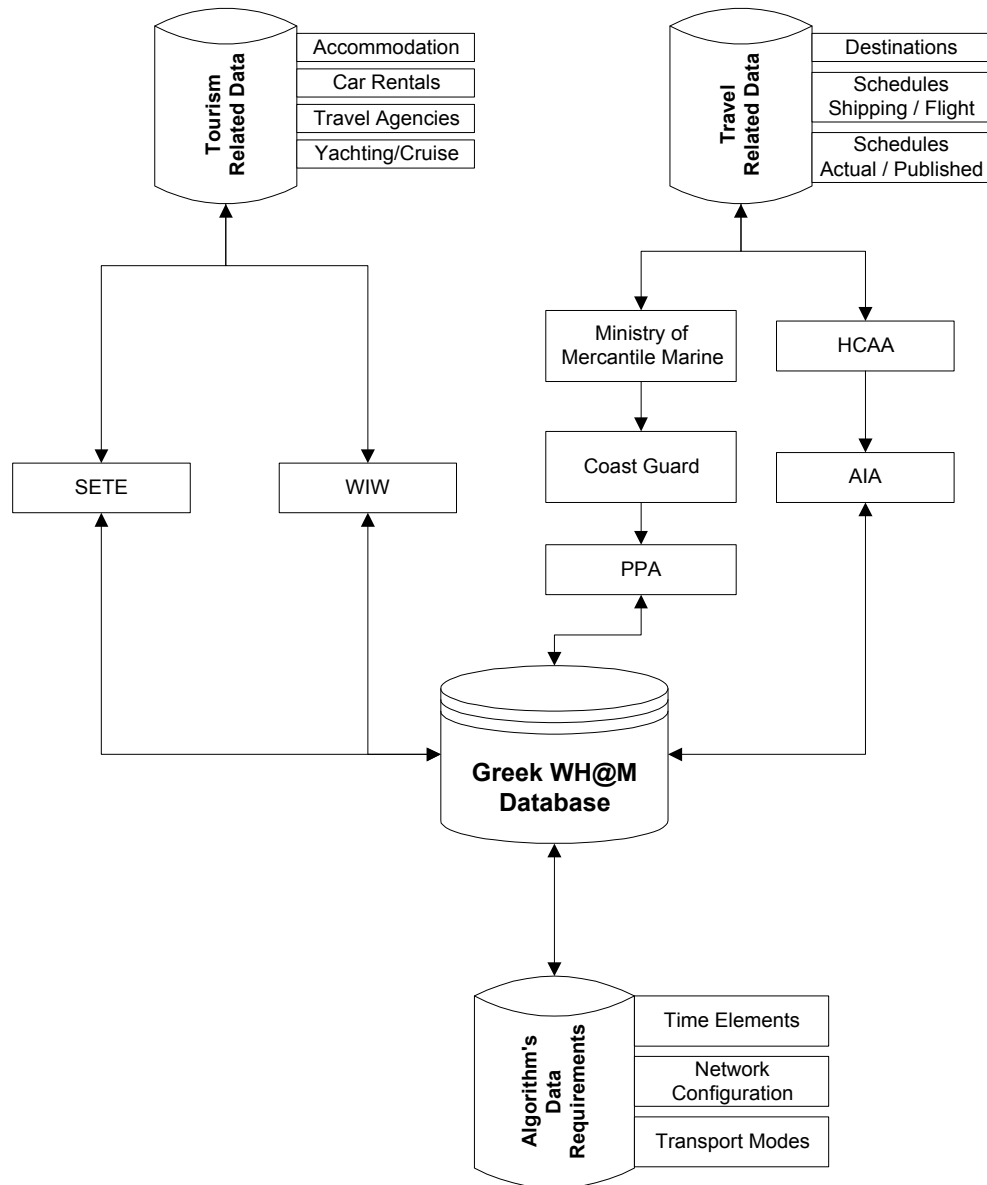 Tourism
Related Data
Accommodation
Car Rentals
Travel Agencies
Yachting/Cruise
Travel
Related Data
Destinations
Schedules
Shipping / Flight
Schedules
Actual / Published
Ministry of
Mercantile Marine
HCAA
SETE
WIW
Coast Guard
AIA
PPA
Greek WH@M
Database
Algorithm's
Data
Requirements
Time Elements
Network
Configuration
Transport Modes